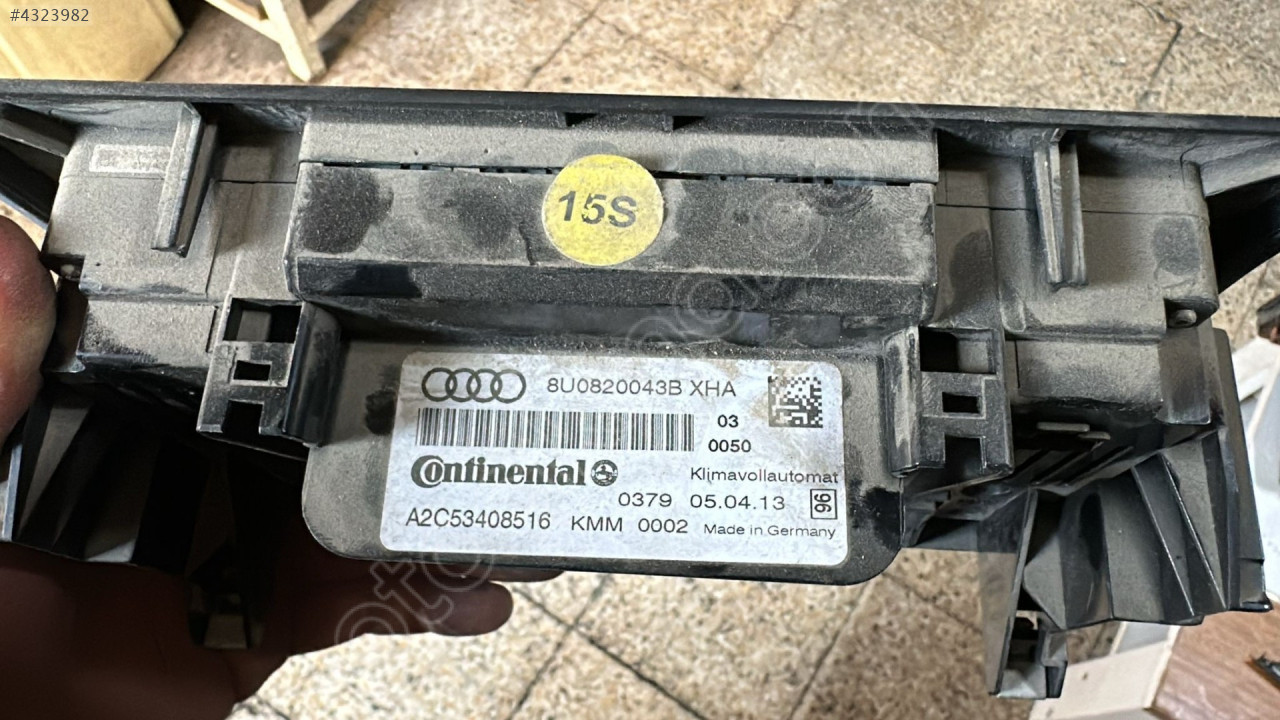 #4323982
15S
8U0820043B XHA
03
0050
Continental
Klimavollautomat
0379 05.04.13 96
A2C53408516 KMM 0002 Made in Germany